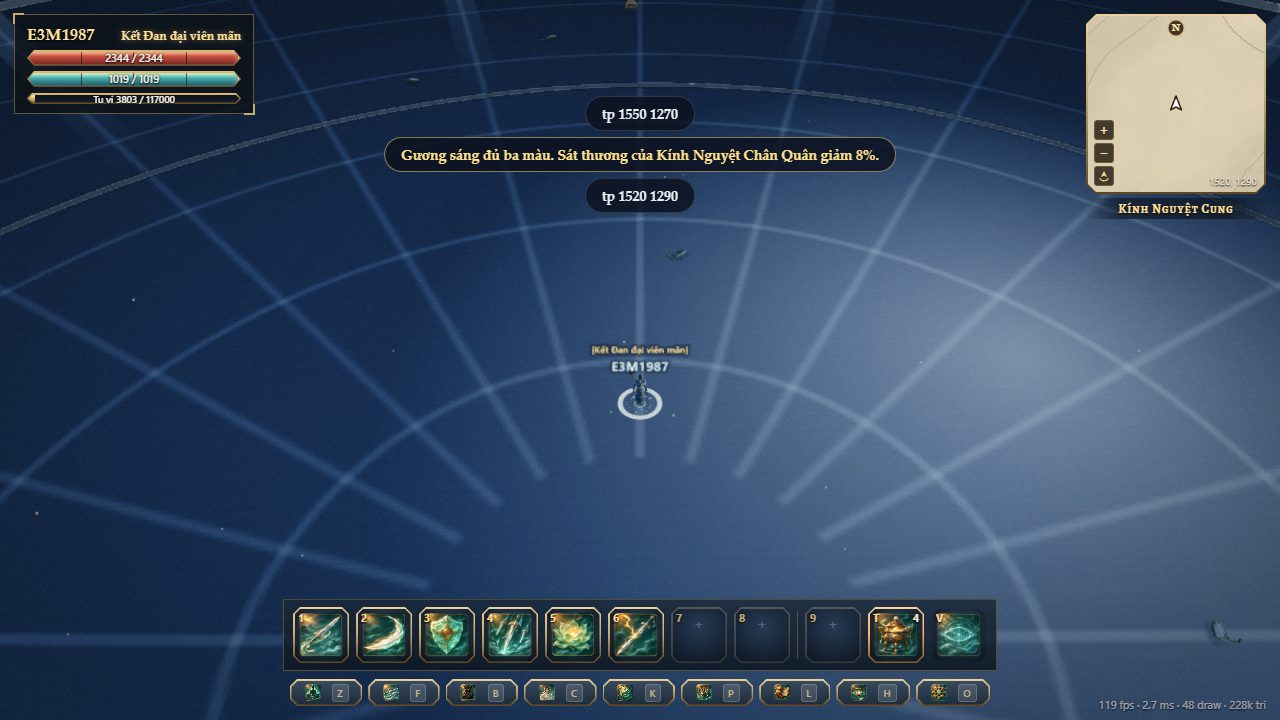 E3M1987 Kết Đan đại viên mãn
2344 / 2344
1019 / 1019
Tu vi 3803 / 117000
N
+
−
1520, 1290
Kính Nguyệt Cung
tp 1550 1270
Gương sáng đủ ba màu. Sát thương của Kính Nguyệt Chân Quân giảm 8%.
tp 1520 1290
[Kết Đan đại viên mãn]
E3M1987
1 2 3 4 5 6 7 + 8 + 9 + T 4 V
Z F B C K P L H O
119 fps · 2.7 ms · 48 draw · 228k tri